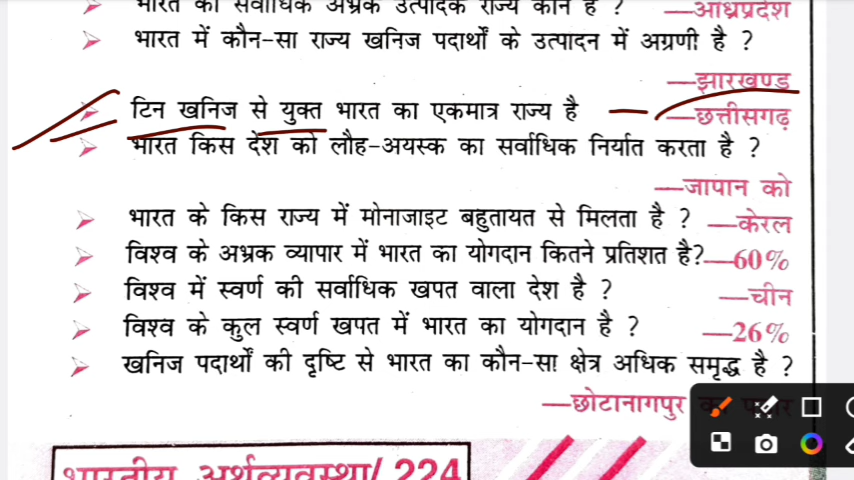 भारत का सर्वाधिक अभ्रक उत्पादक राज्य कौन है ? —आंध्रप्रदेश
भारत में कौन-सा राज्य खनिज पदार्थों के उत्पादन में अग्रणी है ?
—झारखण्ड
टिन खनिज से युक्त भारत का एकमात्र राज्य है —छत्तीसगढ़
भारत किस देश को लौह-अयस्क का सर्वाधिक निर्यात करता है ?
—जापान को
भारत के किस राज्य में मोनाजाइट बहुतायत से मिलता है ? —केरल
विश्व के अभ्रक व्यापार में भारत का योगदान कितने प्रतिशत है?—60%
विश्व में स्वर्ण की सर्वाधिक खपत वाला देश है ? —चीन
विश्व के कुल स्वर्ण खपत में भारत का योगदान है ? —26%
खनिज पदार्थों की दृष्टि से भारत का कौन-सा क्षेत्र अधिक समृद्ध है ?
—छोटानागपुर का पठार
भारतीय अर्थव्यवस्था/ 224